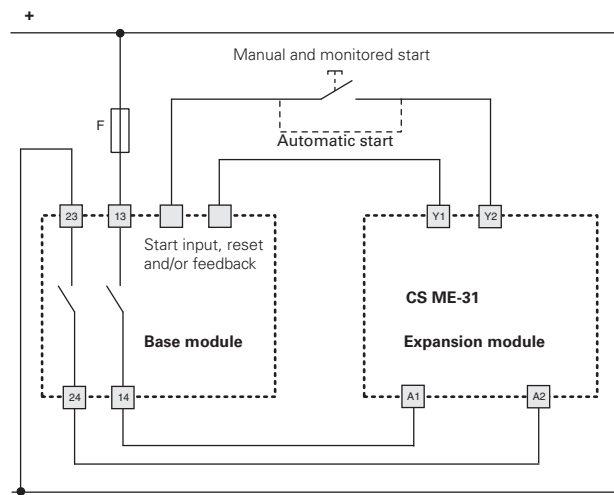 +
Manual and monitored start
F
Automatic start
23
13
Y1
Y2
Start input, reset
and/or feedback
CS ME-31
Base module
Expansion module
24
14
A1
A2